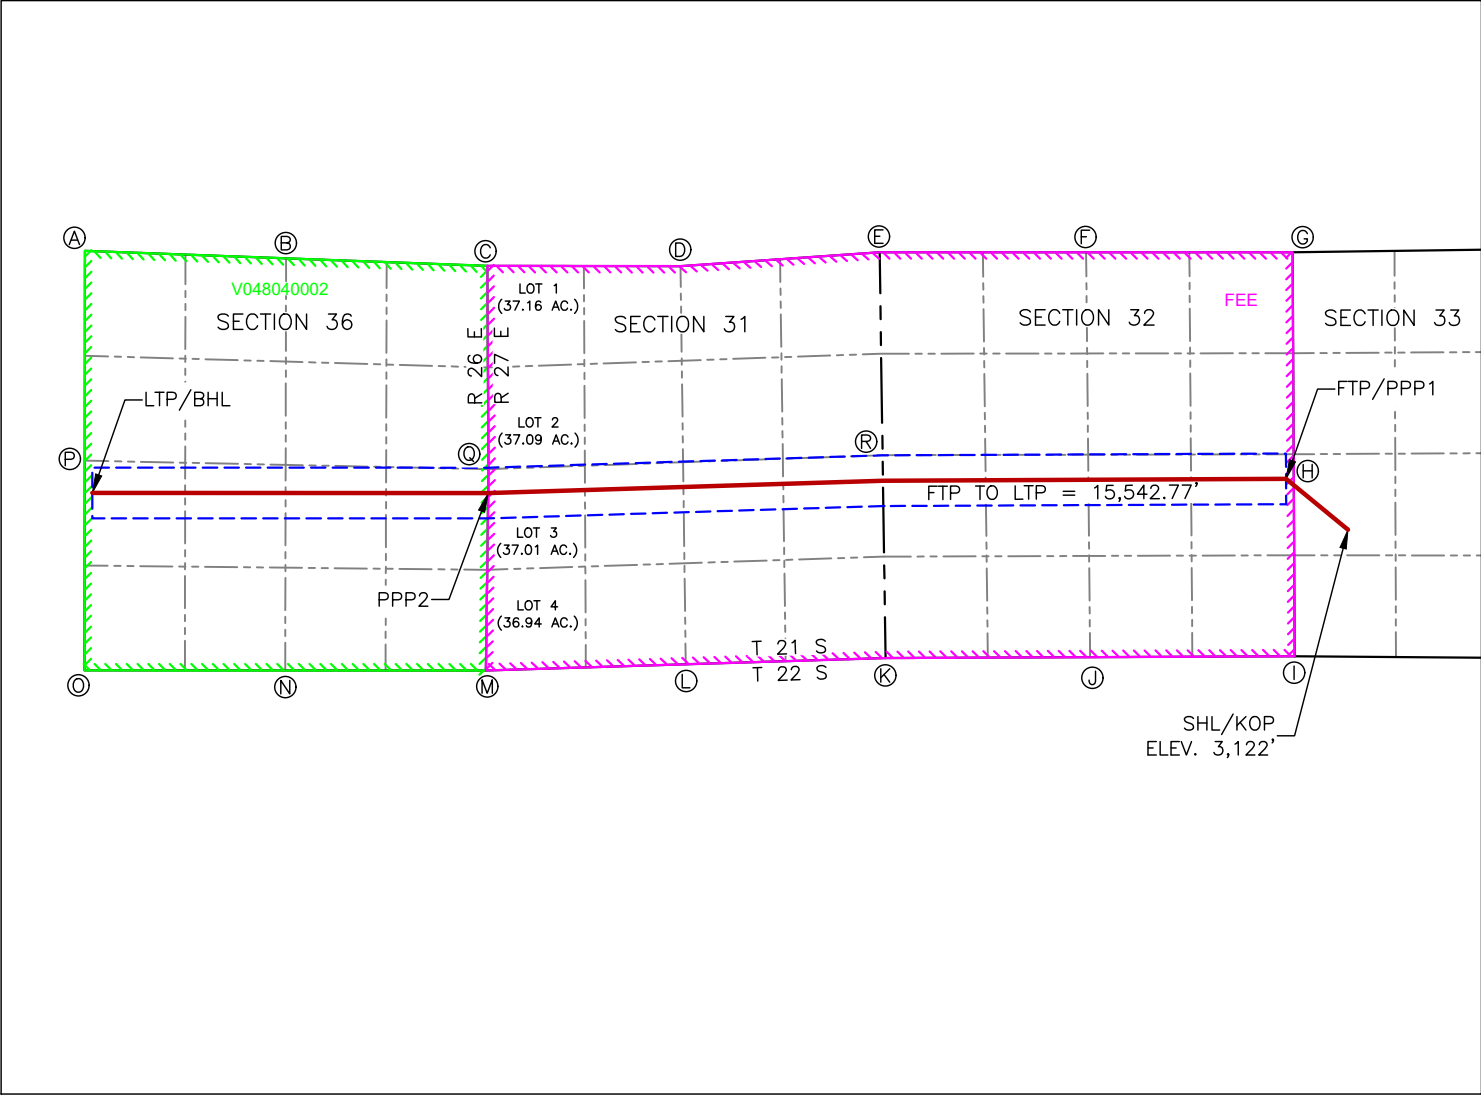 A
B
C
D
E
F
G
V048040002
SECTION 36
LOT 1
(37.16 AC.)
SECTION 31
SECTION 32
FEE
SECTION 33
R 26 E
R 27 E
LTP/BHL
FTP/PPP1
LOT 2
(37.09 AC.)
P
Q
R
H
FTP TO LTP = 15,542.77'
LOT 3
(37.01 AC.)
PPP2
LOT 4
(36.94 AC.)
T 21 S
T 22 S
O
N
M
L
K
J
I
SHL/KOP
ELEV. 3,122'